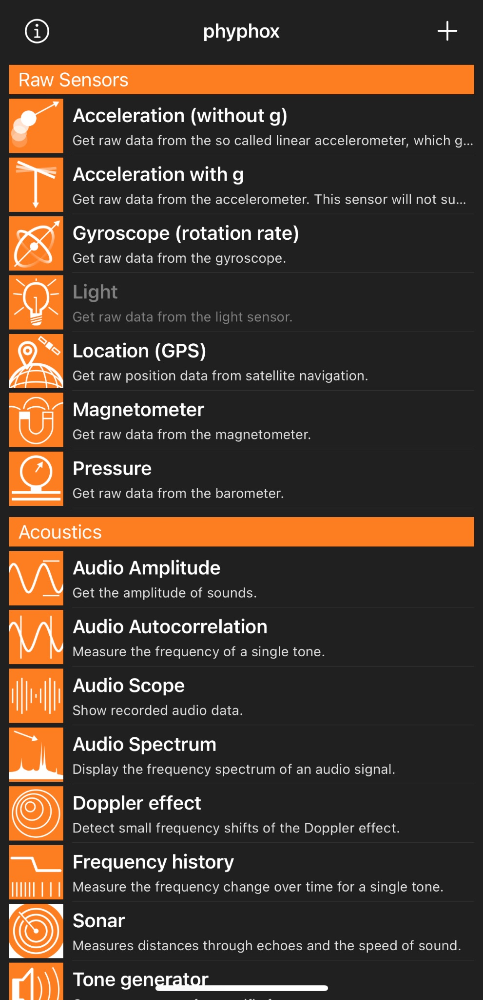 phyphox
Raw Sensors
Acceleration (without g)
Get raw data from the so called linear accelerometer, which g...
Acceleration with g
Get raw data from the accelerometer. This sensor will not su...
Gyroscope (rotation rate)
Get raw data from the gyroscope.
Light
Get raw data from the light sensor.
Location (GPS)
Get raw position data from satellite navigation.
Magnetometer
Get raw data from the magnetometer.
Pressure
Get raw data from the barometer.
Acoustics
Audio Amplitude
Get the amplitude of sounds.
Audio Autocorrelation
Measure the frequency of a single tone.
Audio Scope
Show recorded audio data.
Audio Spectrum
Display the frequency spectrum of an audio signal.
Doppler effect
Detect small frequency shifts of the Doppler effect.
Frequency history
Measure the frequency change over time for a single tone.
Sonar
Measures distances through echoes and the speed of sound.
Tone generator